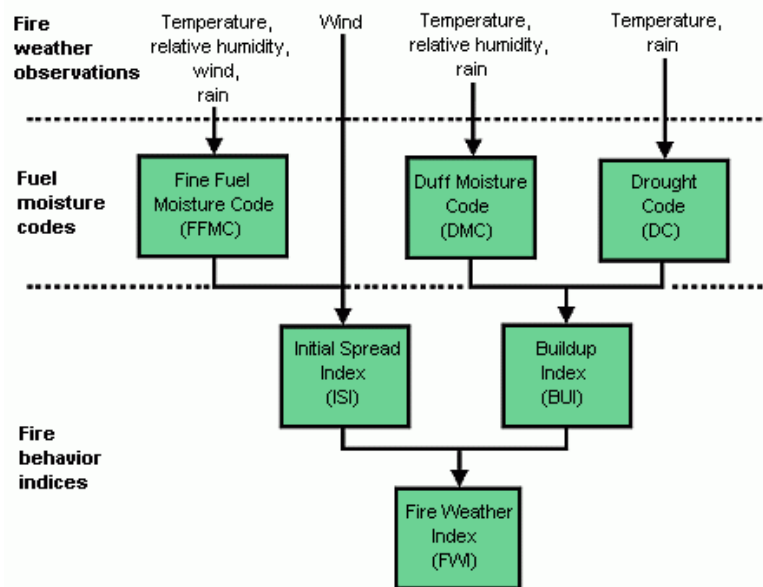 Fire
weather
observations
Temperature,
relative humidity,
wind,
rain
Wind
Temperature,
relative humidity,
rain
Temperature,
rain
Fuel
moisture
codes
Fine Fuel
Moisture Code
(FFMC)
Duff Moisture
Code
(DMC)
Drought
Code
(DC)
Fire
behavior
indices
Initial Spread
Index
(ISI)
Buildup
Index
(BUI)
Fire Weather
Index
(FWI)